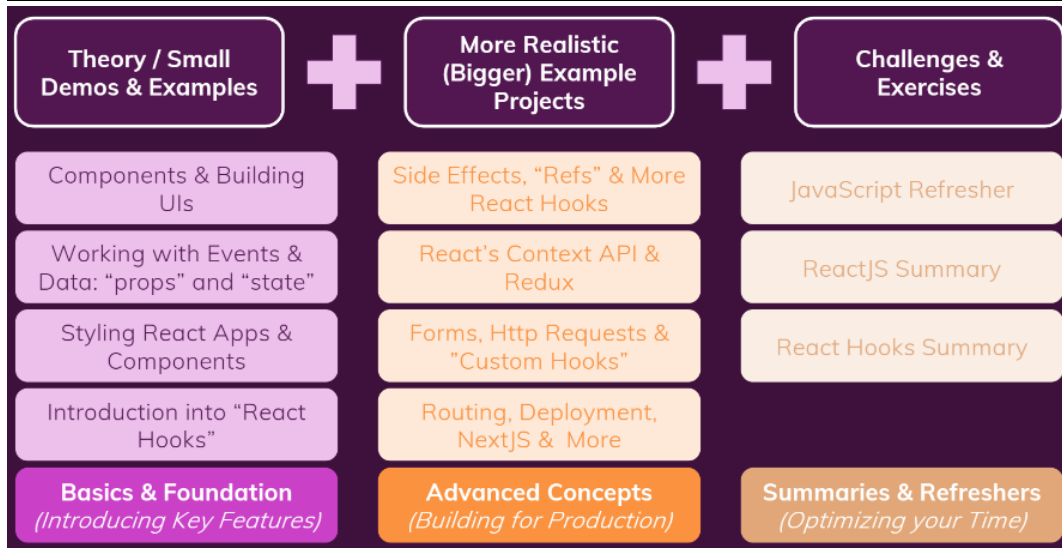 Theory / Small
Demos & Examples
More Realistic
(Bigger) Example
Projects
Challenges &
Exercises
Components & Building
UIs
Working with Events &
Data: “props” and “state”
Styling React Apps &
Components
Introduction into “React
Hooks”
Basics & Foundation
(Introducing Key Features)
Side Effects, “Refs” & More
React Hooks
React’s Context API &
Redux
Forms, Http Requests &
”Custom Hooks”
Routing, Deployment,
NextJS & More
Advanced Concepts
(Building for Production)
JavaScript Refresher
ReactJS Summary
React Hooks Summary
Summaries & Refreshers
(Optimizing your Time)